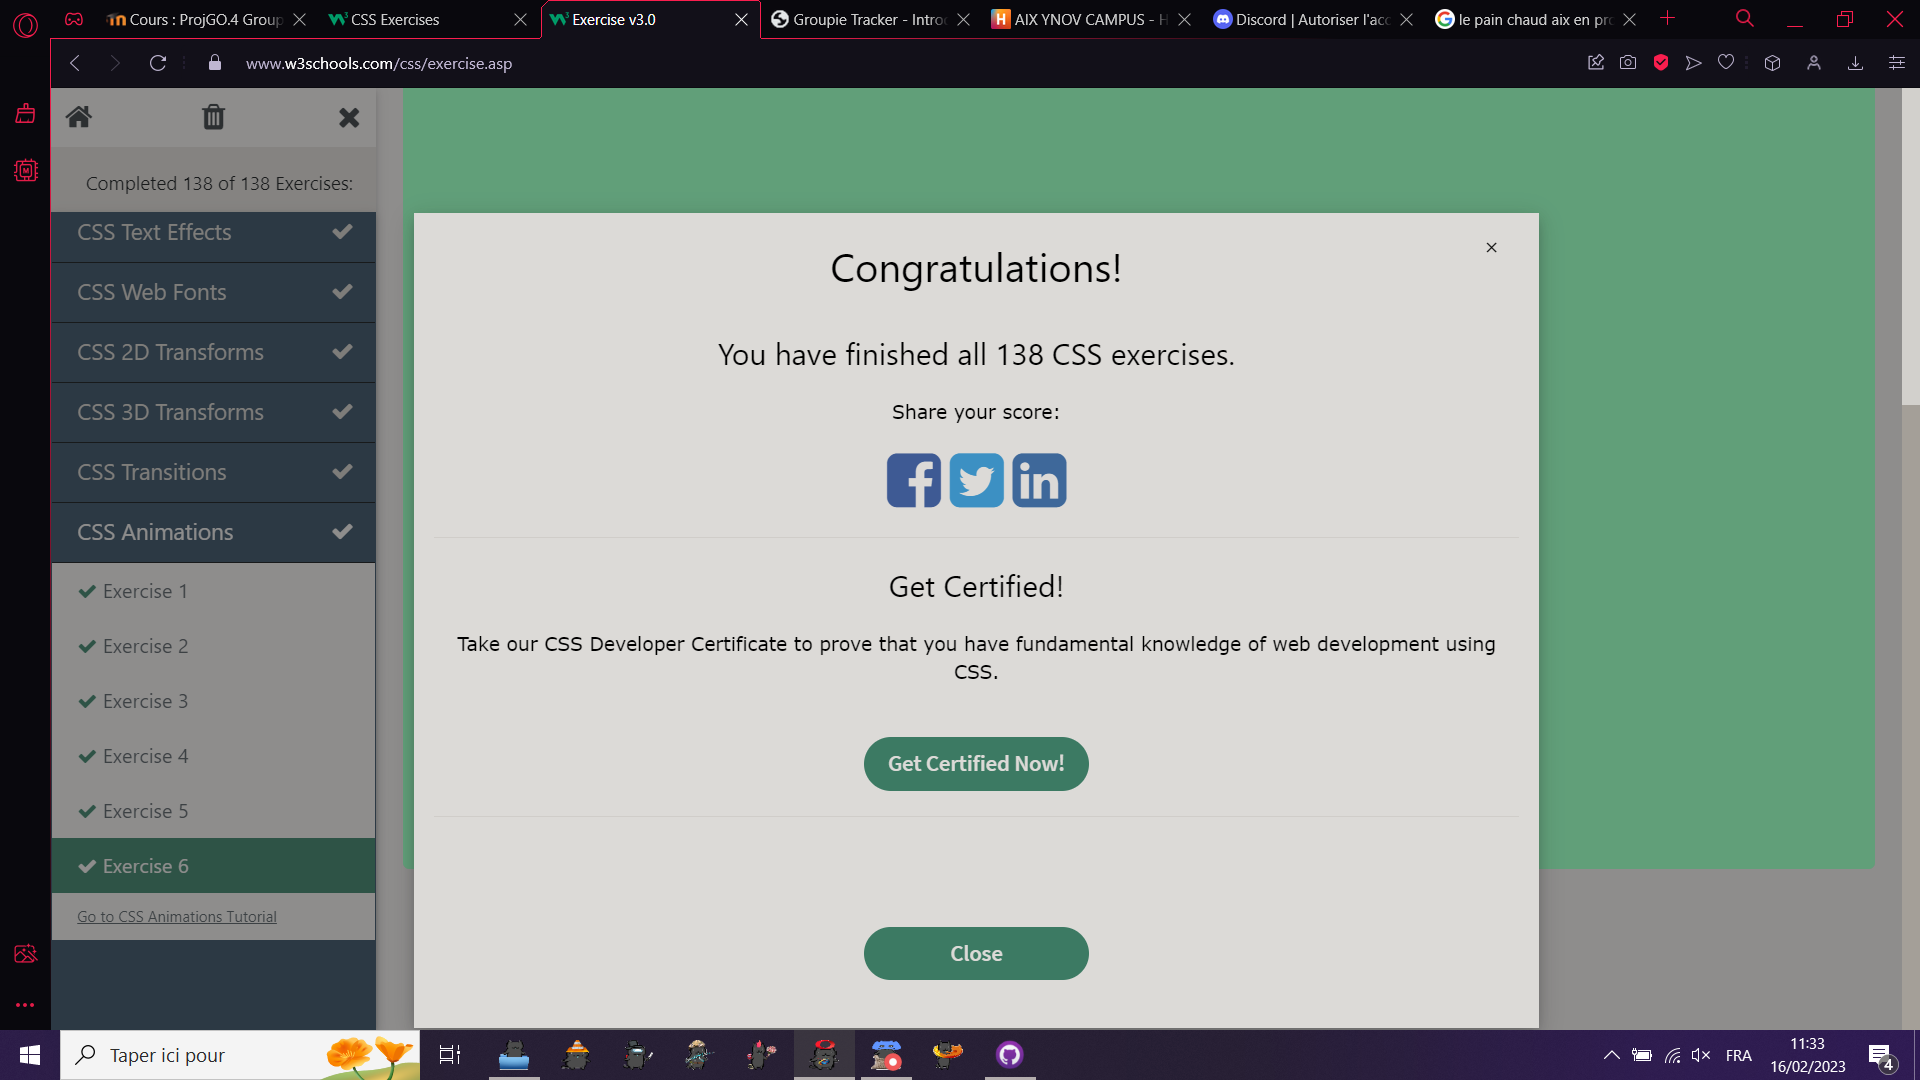 Cours : ProjGO.4 Group
CSS Exercises
Exercise v3.0
Groupie Tracker - Intro
AIX YNOV CAMPUS - H
Discord | Autoriser l'acc
le pain chaud aix en pro
www.w3schools.com/css/exercise.asp
Completed 138 of 138 Exercises:
CSS Text Effects
CSS Web Fonts
CSS 2D Transforms
CSS 3D Transforms
CSS Transitions
CSS Animations
Exercise 1
Exercise 2
Exercise 3
Exercise 4
Exercise 5
Exercise 6
Go to CSS Animations Tutorial
×
Congratulations!
You have finished all 138 CSS exercises.
Share your score:
Get Certified!
Take our CSS Developer Certificate to prove that you have fundamental knowledge of web development using
CSS.
Get Certified Now!
Close
Taper ici pour
FRA
11:33
16/02/2023
4